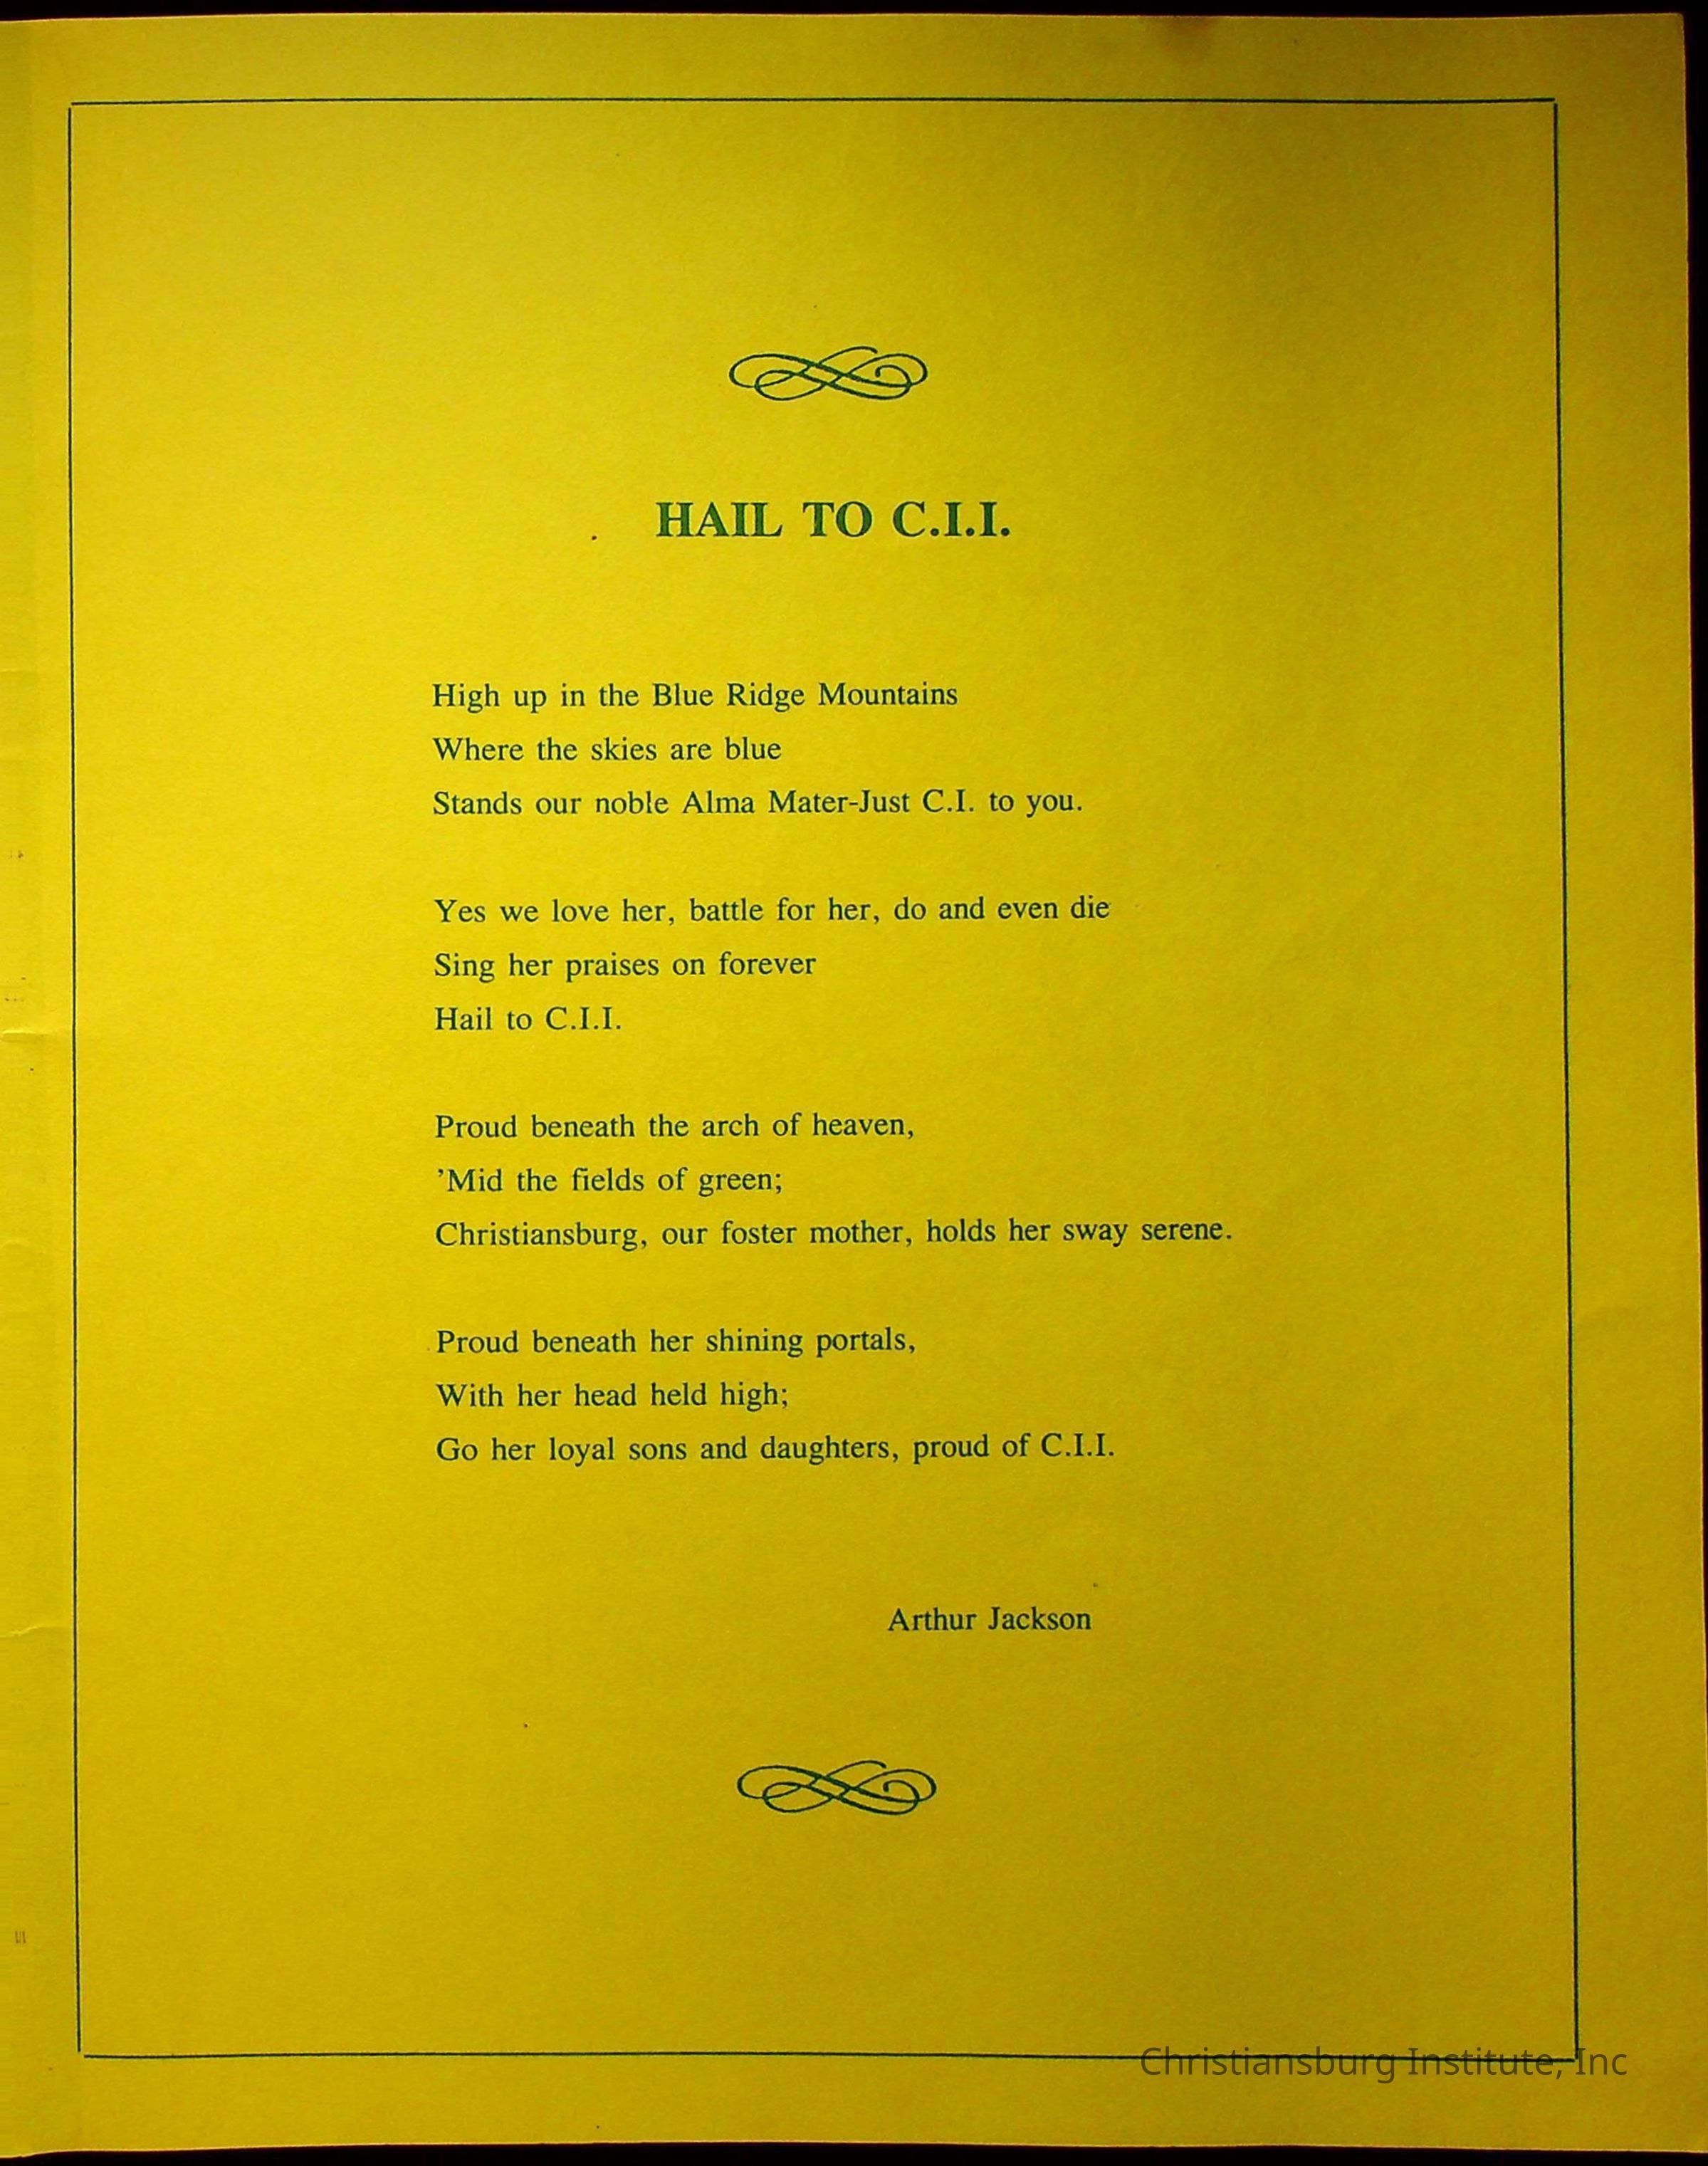 HAIL TO C.I.I.
High up in the Blue Ridge Mountains
Where the skies are blue
Stands our noble Alma Mater-Just C.I. to you.
Yes we love her, battle for her, do and even die
Sing her praises on forever
Hail to C.I.I.
Proud beneath the arch of heaven,
’Mid the fields of green;
Christiansburg, our foster mother, holds her sway serene.
Proud beneath her shining portals,
With her head held high;
Go her loyal sons and daughters, proud of C.I.I.
Arthur Jackson
Christiansburg Institute, Inc